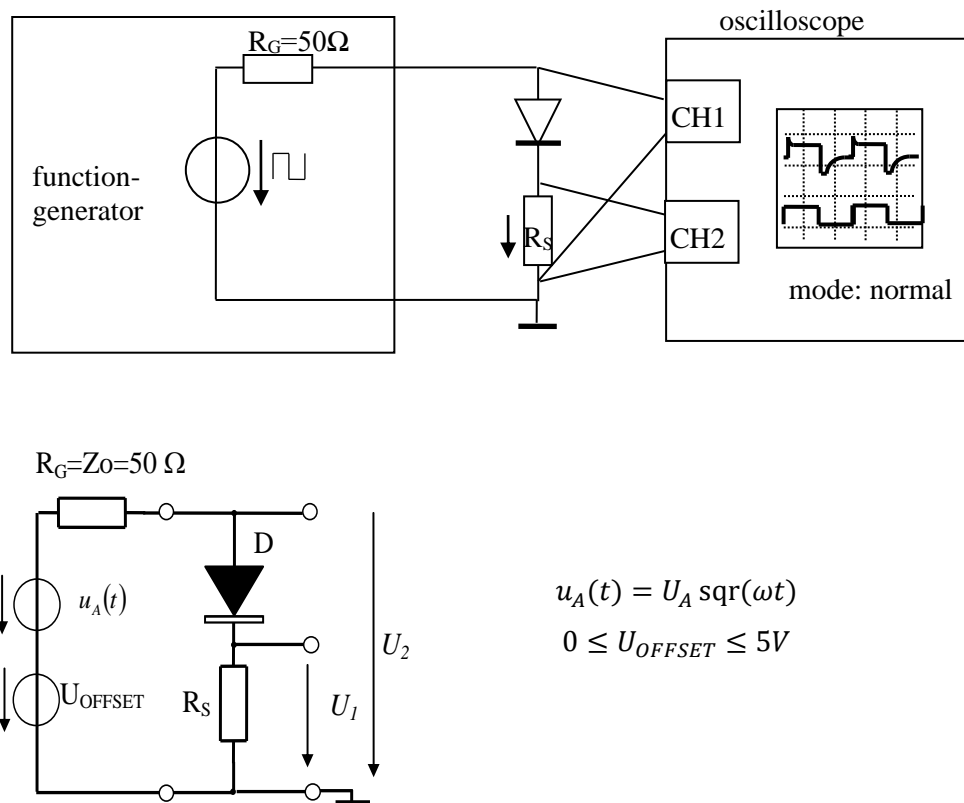 oscilloscope
R_G=50Ω
CH1
function-
generator
R_S
CH2
mode: normal
R_G=Zo=50 Ω
D
u_A(t)
u_A(t) = U_A sqr(ωt)
0 ≤ U_OFFSET ≤ 5V
U_2
U_OFFSET
R_S
U_1